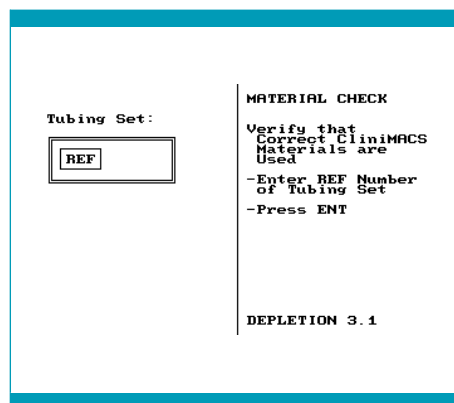 Tubing Set:
REF
MATERIAL CHECK
Verify that
Correct CliniMACS
Materials are
Used
-Enter REF Number
of Tubing Set
-Press ENT
DEPLETION 3.1